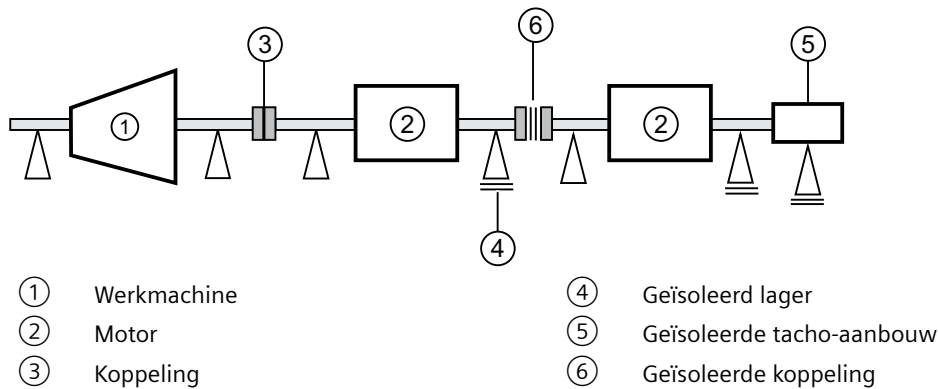 ③ ⑥ ⑤
① ② ②
④
① Werkmachine
② Motor
③ Koppeling
④ Geïsoleerd lager
⑤ Geïsoleerde tacho-aanbouw
⑥ Geïsoleerde koppeling